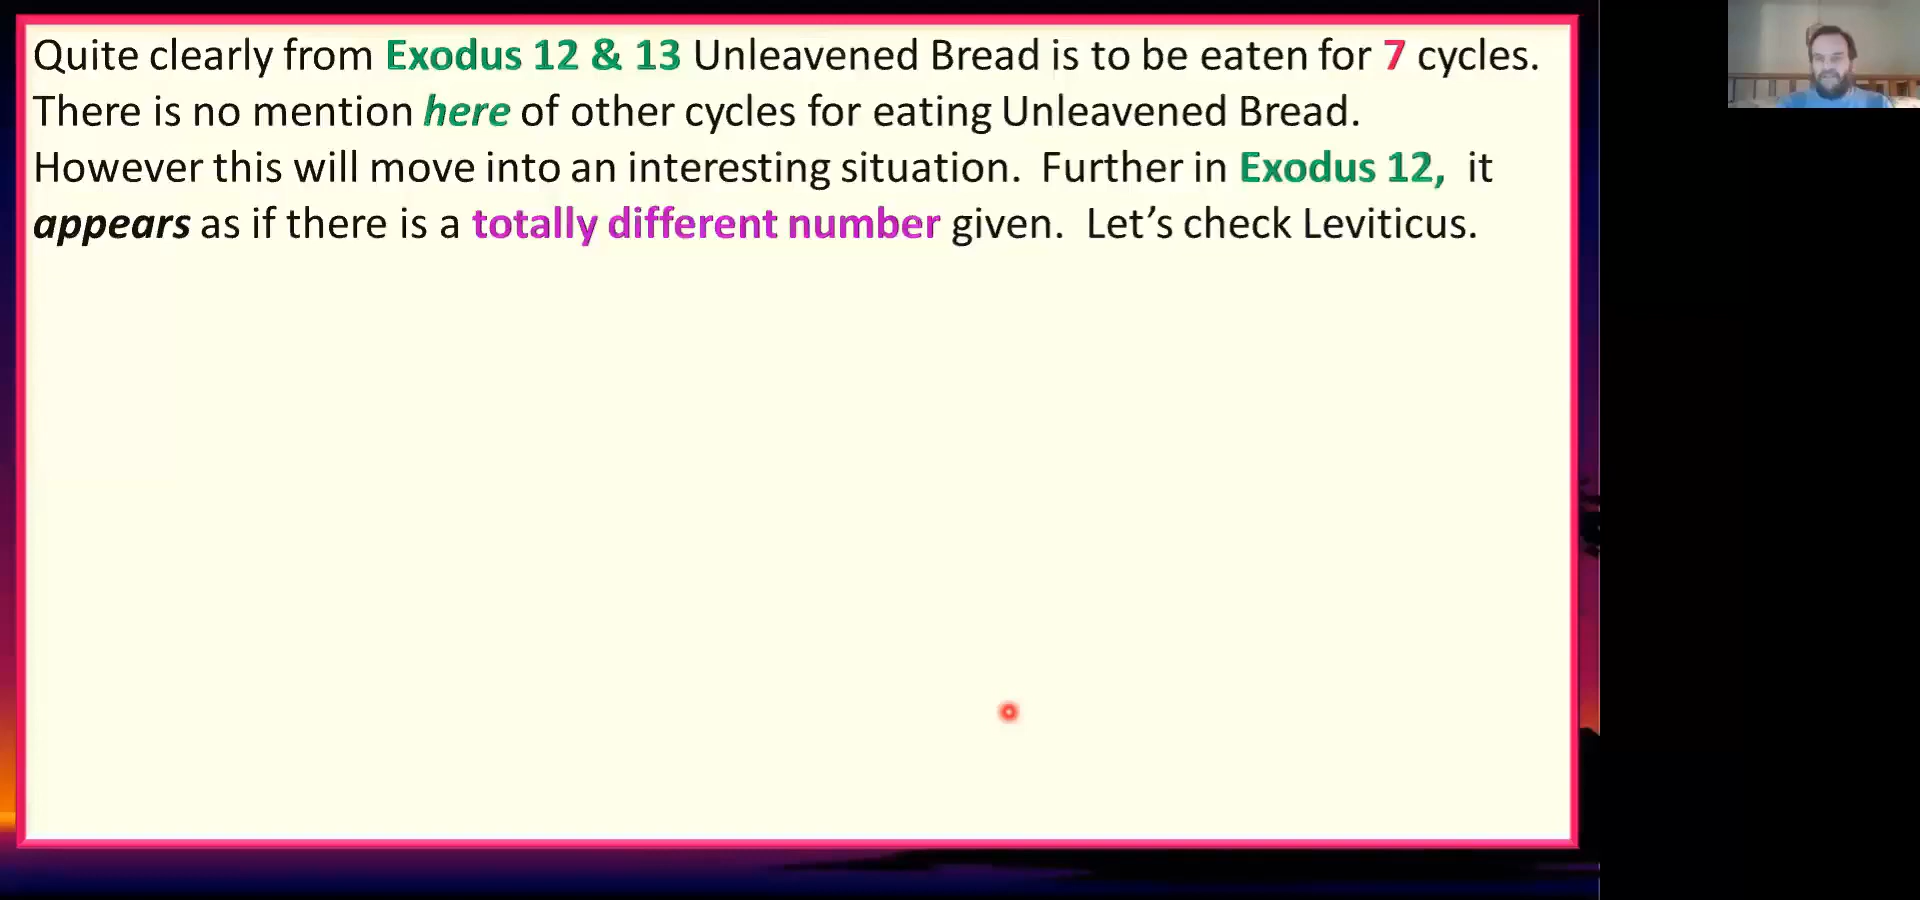 Quite clearly from Exodus 12 & 13 Unleavened Bread is to be eaten for 7 cycles.
There is no mention here of other cycles for eating Unleavened Bread.
However this will move into an interesting situation.  Further in Exodus 12,  it
appears as if there is a totally different number given.  Let’s check Leviticus.